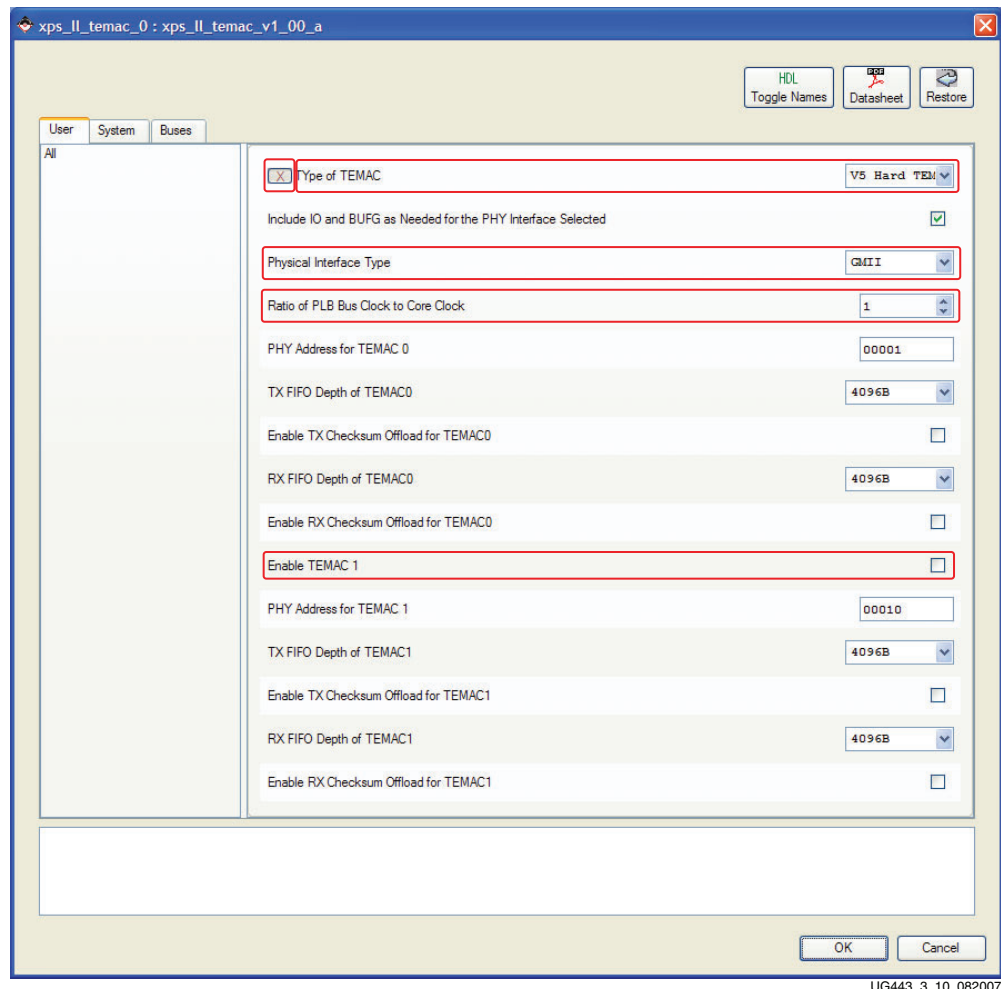 xps_ll_temac_0 : xps_ll_temac_v1_00_a
HDL
Toggle Names
PDF
Datasheet
Restore
User
System
Buses
All
X
TYpe of TEMAC
V5 Hard TEM
Include IO and BUFG as Needed for the PHY Interface Selected
Physical Interface Type
GMII
Ratio of PLB Bus Clock to Core Clock
1
PHY Address for TEMAC 0
00001
TX FIFO Depth of TEMAC0
4096B
Enable TX Checksum Offload for TEMAC0
RX FIFO Depth of TEMAC0
4096B
Enable RX Checksum Offload for TEMAC0
Enable TEMAC 1
PHY Address for TEMAC 1
00010
TX FIFO Depth of TEMAC1
4096B
Enable TX Checksum Offload for TEMAC1
RX FIFO Depth of TEMAC1
4096B
Enable RX Checksum Offload for TEMAC1
OK
Cancel
UG443_3_10_082007